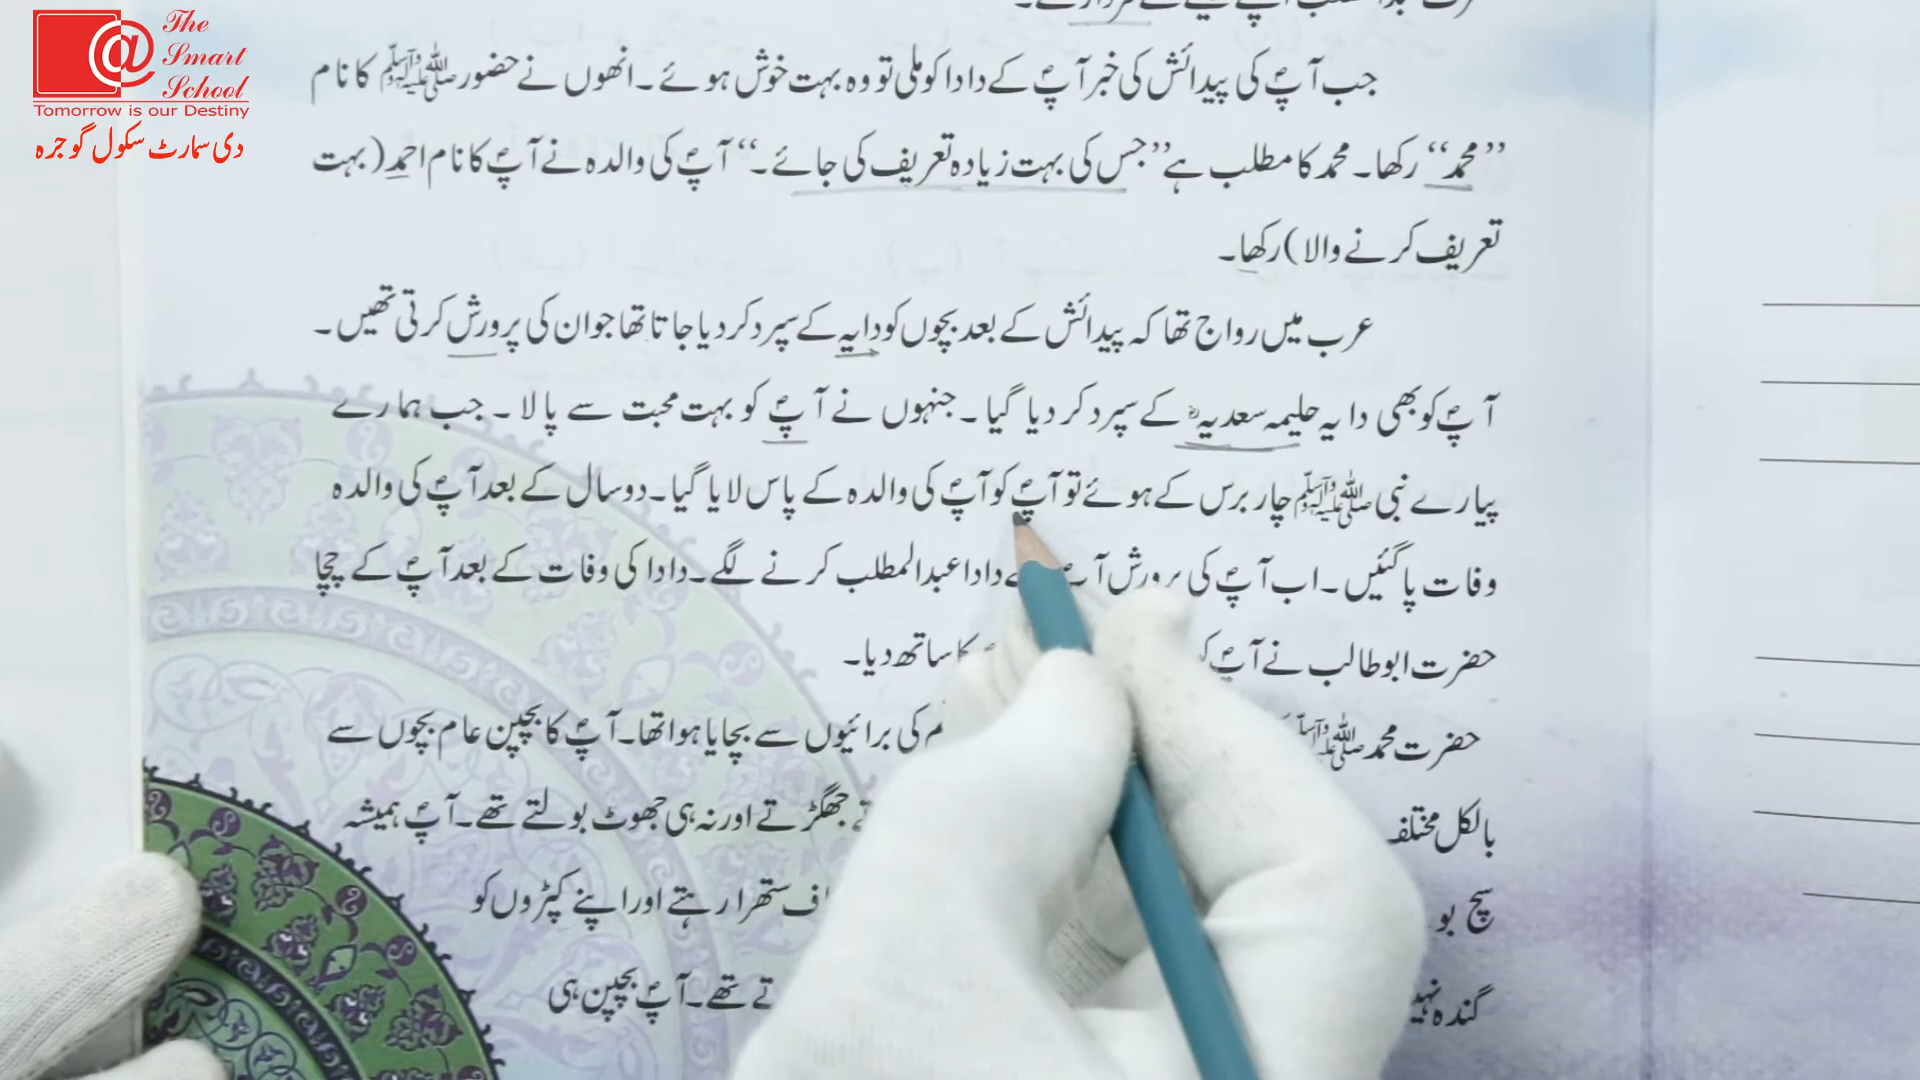 The
Smart
School
Tomorrow is our Destiny
دی سمارٹ سکول گوجرہ
جب آپؐ کی پیدائش کی خبر آپؐ کے دادا کو ملی تو وہ بہت خوش ہوئے۔ انھوں نے حضور ﷺ کا نام
”محمد“ رکھا۔ محمد کا مطلب ہے ”جس کی بہت زیادہ تعریف کی جائے۔“ آپؐ کی والدہ نے آپؐ کا نام احمد (بہت
تعریف کرنے والا) رکھا۔
عرب میں رواج تھا کہ پیدائش کے بعد بچوں کو دایہ کے سپرد کر دیا جاتا تھا جو ان کی پرورش کرتی تھیں۔
آپؐ کو بھی دایہ حلیمہ سعدیہؓ کے سپرد کر دیا گیا۔ جنہوں نے آپؐ کو بہت محبت سے پالا۔ جب ہمارے
پیارے نبی ﷺ چار برس کے ہوئے تو آپؐ کو آپؐ کی والدہ کے پاس لایا گیا۔ دو سال کے بعد آپؐ کی والدہ
وفات پا گئیں۔ اب آپؐ کی پرورش آپؐ کے دادا عبدالمطلب کرنے لگے۔ دادا کی وفات کے بعد آپؐ کے چچا
حضرت ابو طالب نے آپؐ کا ساتھ دیا۔
حضرت محمد ﷺ کی برائیوں سے بچایا ہوا تھا۔ آپؐ کا بچپن عام بچوں سے
بالکل مختلف جھگڑتے اور نہ ہی جھوٹ بولتے تھے۔ آپؐ ہمیشہ
سچ ستھرا رہتے اور اپنے کپڑوں کو
گندہ تھے۔ آپؐ بچپن ہی